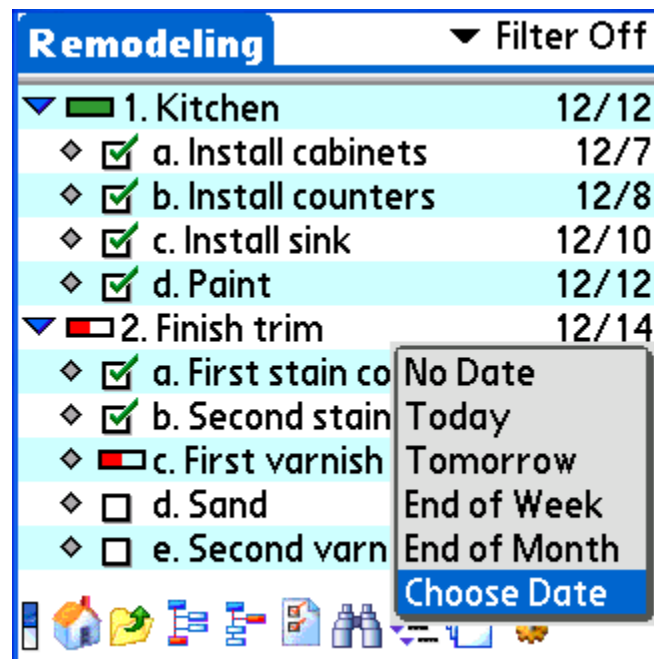 Remodeling
Filter Off
1. Kitchen 12/12
a. Install cabinets 12/7
b. Install counters 12/8
c. Install sink 12/10
d. Paint 12/12
2. Finish trim 12/14
a. First stain
b. Second stain
c. First varnish
d. Sand
e. Second
No Date
Today
Tomorrow
End of Week
End of Month
Choose Date